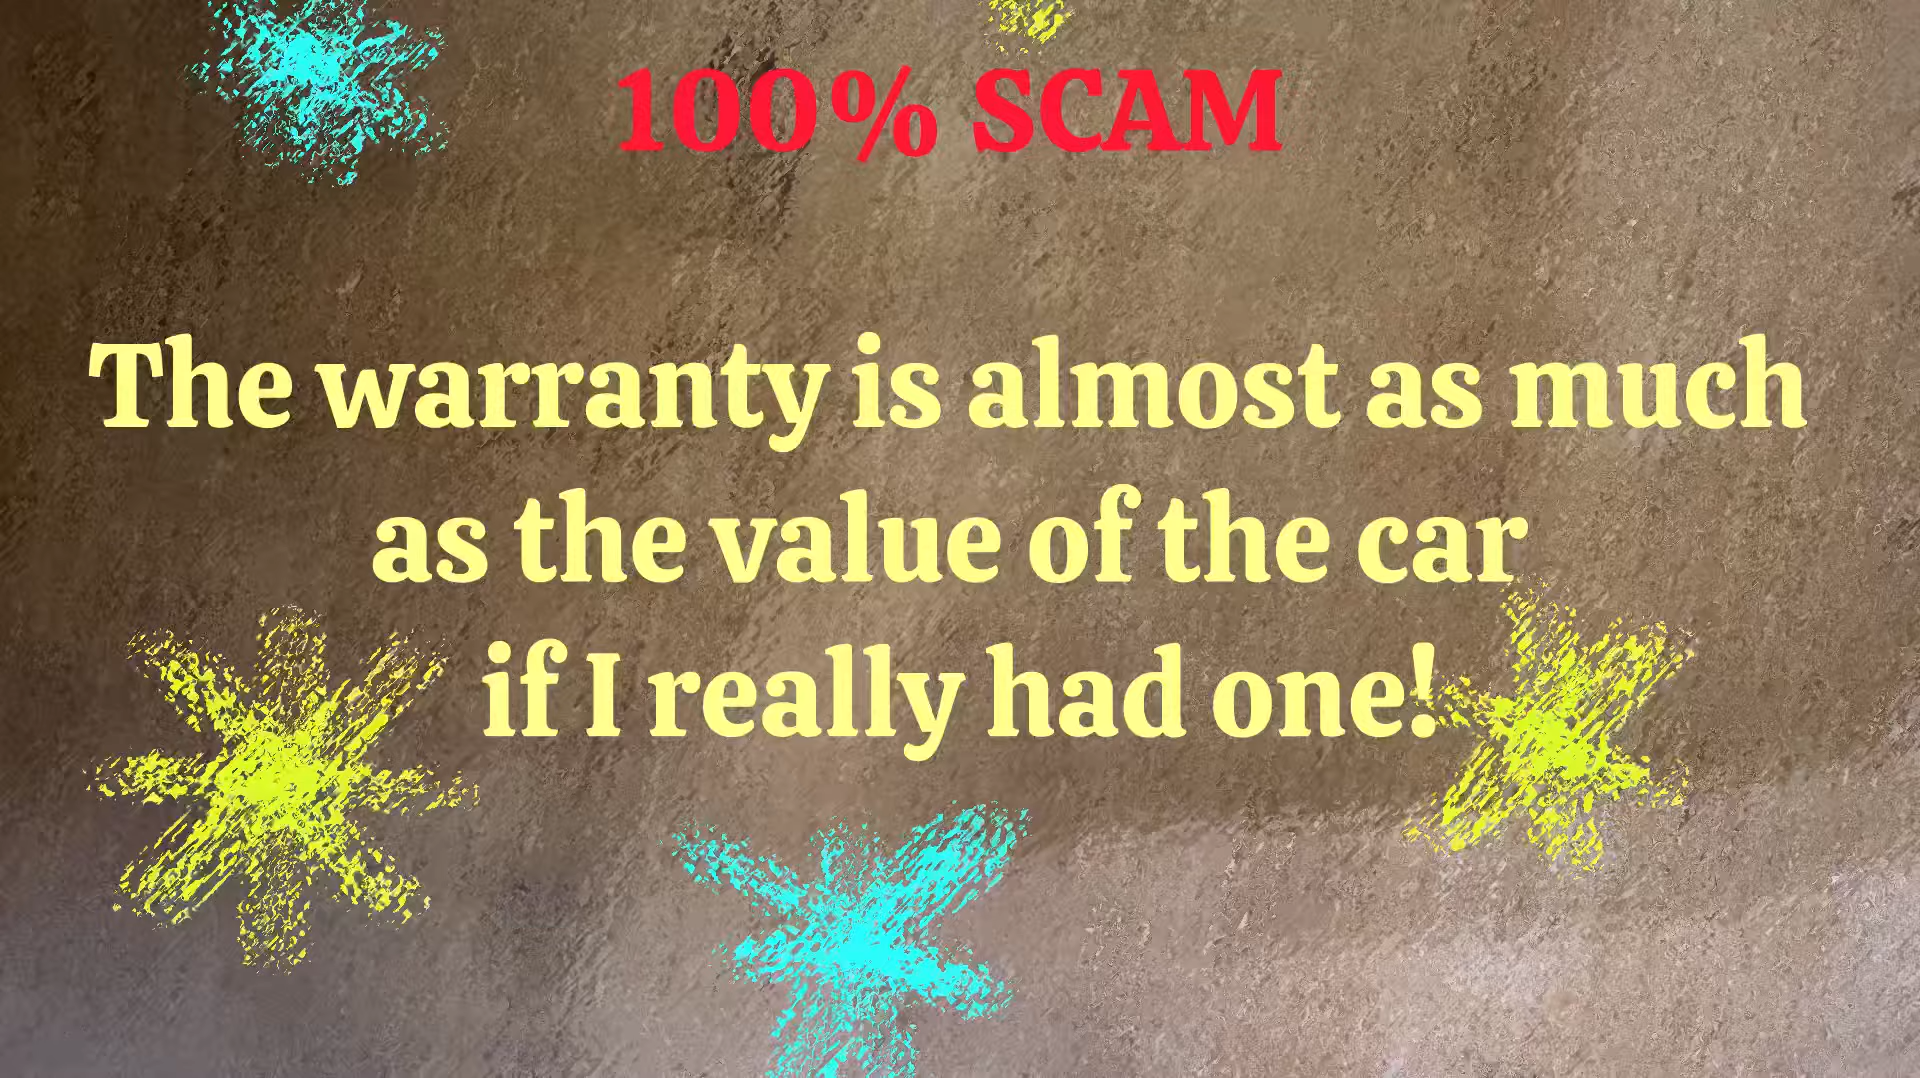 100% SCAM
The warranty is almost as much
as the value of the car
if I really had one!